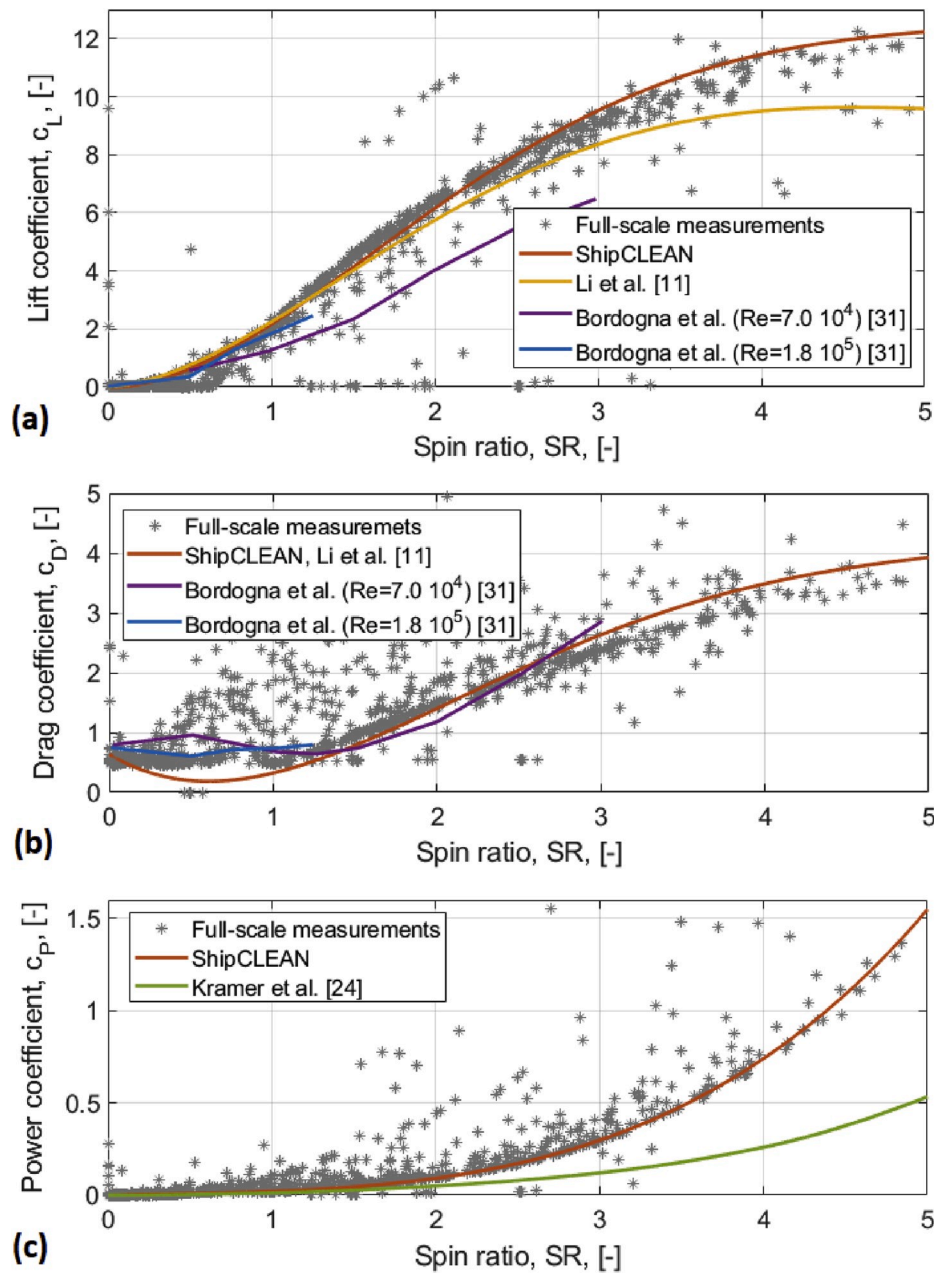 Lift coefficient, c_L, [-]
12
10
8
6
4
2
0
Full-scale measurements
ShipCLEAN
Li et al. [11]
Bordogna et al. (Re=7.0 10^4) [31]
Bordogna et al. (Re=1.8 10^5) [31]
0 1 2 3 4 5
(a)
Spin ratio, SR, [-]
Drag coefficient, c_D, [-]
5
4
3
2
1
0
Full-scale measuremets
ShipCLEAN, Li et al. [11]
Bordogna et al. (Re=7.0 10^4) [31]
Bordogna et al. (Re=1.8 10^5) [31]
0 1 2 3 4 5
(b)
Spin ratio, SR, [-]
Power coefficient, c_P, [-]
1.5
1
0.5
0
Full-scale measurements
ShipCLEAN
Kramer et al. [24]
0 1 2 3 4 5
(c)
Spin ratio, SR, [-]